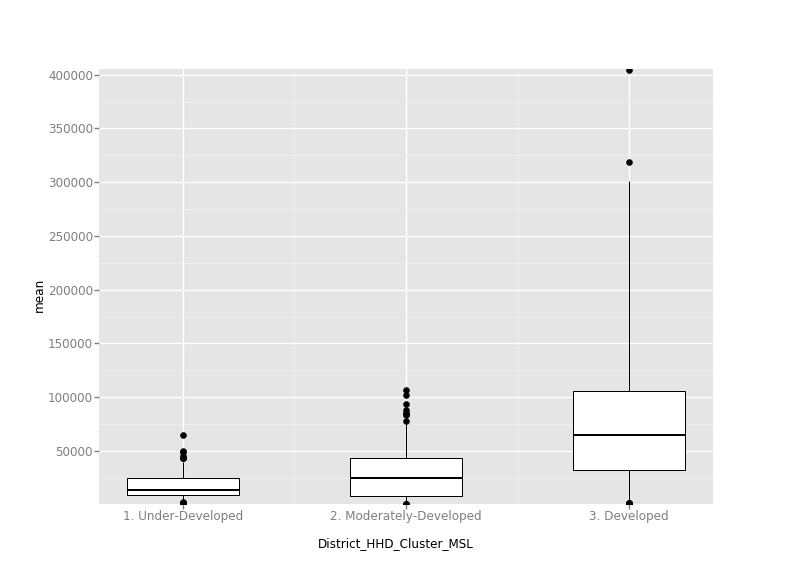 400000
350000
300000
250000
200000
150000
100000
50000
mean
1. Under-Developed
2. Moderately-Developed
3. Developed
District_HHD_Cluster_MSL